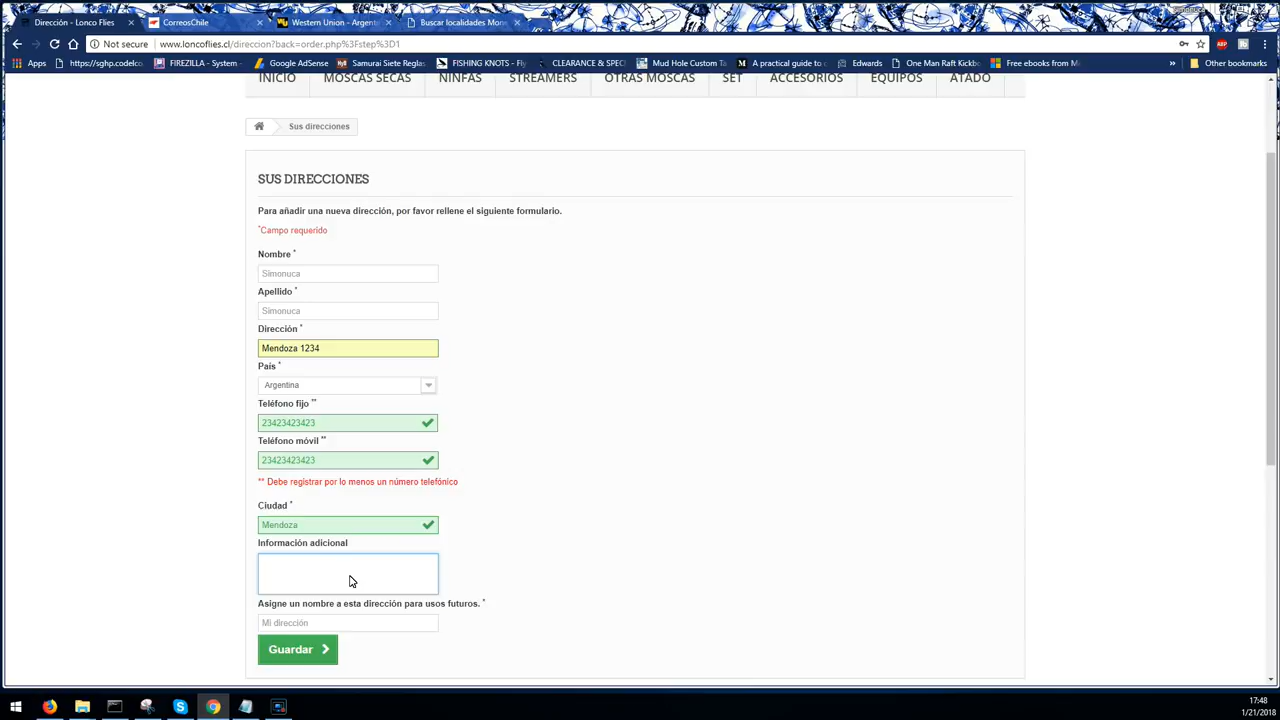 Dirección - Lonco Flies
CorreosChile
Western Union - Argent
Buscar localidades Mon
Not secure
www.loncoflies.cl/direccion?back=order.php%3Fstep%3D1
Apps
https://sghp.codelco
FIREZILLA - System
Google AdSense
Samurai Siete Reglas
FISHING KNOTS - Fly
CLEARANCE & SPECI
Mud Hole Custom Ta
A practical guide to
Edwards
One Man Raft Kickbo
Free ebooks from M
Other bookmarks
INICIO
MOSCAS SECAS
NINFAS
STREAMERS
OTRAS MOSCAS
SET
ACCESORIOS
EQUIPOS
ATADO
Sus direcciones
SUS DIRECCIONES
Para añadir una nueva dirección, por favor rellene el siguiente formulario.
*Campo requerido
Nombre *
Simonuca
Apellido *
Simonuca
Dirección *
Mendoza 1234
País *
Argentina
Teléfono fijo **
23423423423
Teléfono móvil **
23423423423
** Debe registrar por lo menos un número telefónico
Ciudad *
Mendoza
Información adicional
Asigne un nombre a esta dirección para usos futuros. *
Mi dirección
Guardar
17:48
1/21/2018